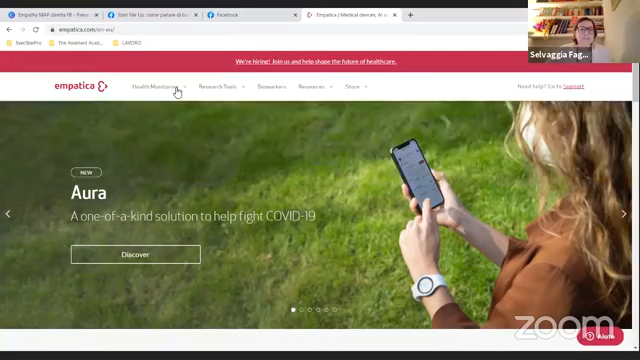 Empathy MAP diretta FB - Trew
Start Me Up: come parlare di
Facebook
Empatica | Medical devices, AI a
empatica.com/en-eu/
ExecStarPro
The Assistant Acad...
LAVORO
Selvaggia Fag...
We're hiring! Join us and help shape the future of healthcare.
empatica
Health Monitoring
Research Tools
Biomarkers
Resources
Store
Need help? Go to Support
NEW
Aura
A one-of-a-kind solution to help fight COVID-19
Discover
zoom
Aiuto